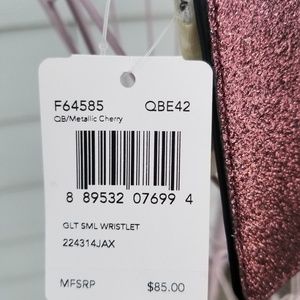 F64585 QBE42
QB/Metallic Cherry
8 89532 07699 4
GLT SML WRISTLET
224314JAX
MFSRP $85.00